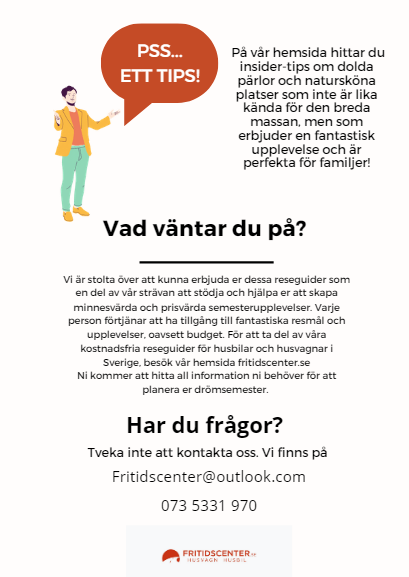 PSS...
ETT TIPS!
På vår hemsida hittar du
insider-tips om dolda
pärlor och natursköna
platser som inte är lika
kända för den breda
massan, men som
erbjuder en fantastisk
upplevelse och är
perfekta för familjer!
Vad väntar du på?
Vi är stolta över att kunna erbjuda er dessa reseguider som
en del av vår strävan att stödja och hjälpa er att skapa
minnesvärda och prisvärda semesterupplevelser. Varje
person förtjänar att ha tillgång till fantastiska resmål och
upplevelser, oavsett budget. För att ta del av våra
kostnadsfria reseguider för husbilar och husvagnar i
Sverige, besök vår hemsida fritidscenter.se
Ni kommer att hitta all information ni behöver för att
planera er drömsemester.
Har du frågor?
Tveka inte att kontakta oss. Vi finns på
Fritidscenter@outlook.com
073 5331 970
FRITIDSCENTER.se
HUSVAGN HUSBIL